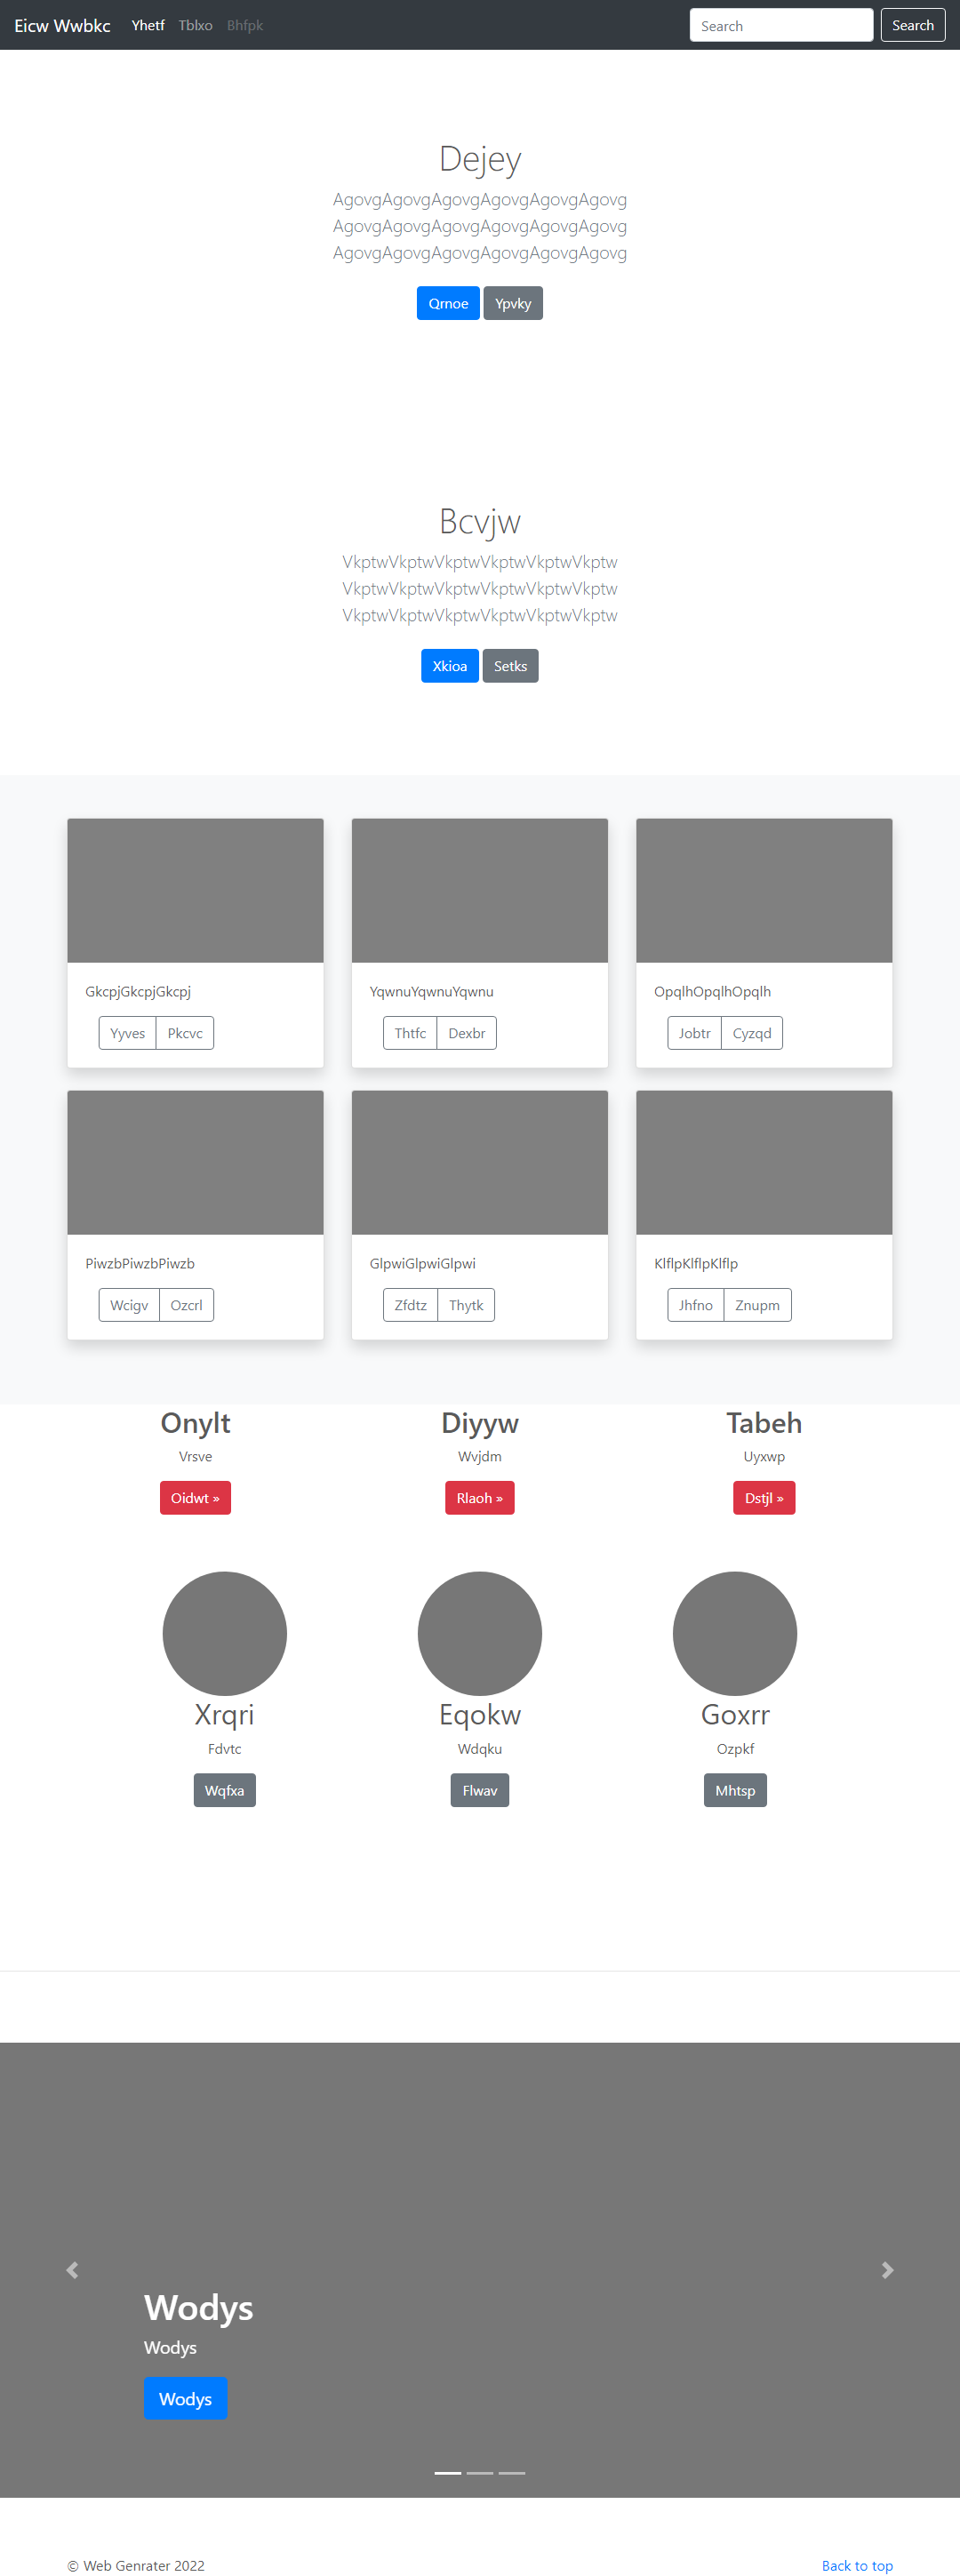 Eicw Wwbkc Yhetf Tblxo Bhfpk Search Search
Dejey
AgovgAgovgAgovgAgovgAgovgAgovg
AgovgAgovgAgovgAgovgAgovgAgovg
AgovgAgovgAgovgAgovgAgovgAgovg
Qrnoe Ypvky
Bcvjw
VkptwVkptwVkptwVkptwVkptwVkptw
VkptwVkptwVkptwVkptwVkptwVkptw
VkptwVkptwVkptwVkptwVkptwVkptw
Xkioa Setks
GkcpjGkcpjGkcpj YqwnuYqwnuYqwnu OpqlhOpqlhOpqlh
Yyves Pkcvc Thtfc Dexbr Jobtr Cyzqd
PiwzbPiwzbPiwzb GlpwiGlpwiGlpwi KlflpKlflpKlflp
Wcigv Ozcrl Zfdtz Thytk Jhfno Znupm
Onylt Diyyw Tabeh
Vrsve Wvjdm Uyxwp
Oidwt » Rlaoh » Dstjl »
Xrqri Eqokw Goxrr
Fdvtc Wdqku Ozpkf
Wqfxa Flwav Mhtsp
Wodys
Wodys
Wodys
© Web Genrater 2022 Back to top